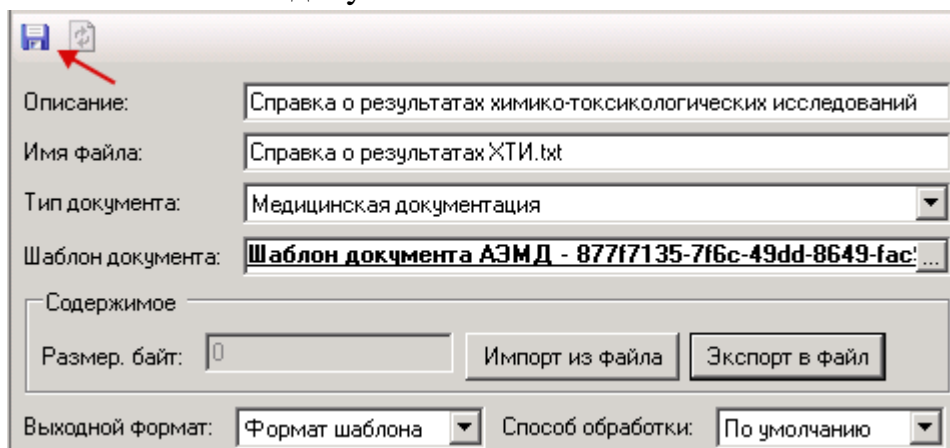 Описание: Справка о результатах химико-токсикологических исследований
Имя файла: Справка о результатах ХТИ.txt
Тип документа: Медицинская документация
Шаблон документа: Шаблон документа АЭМД - 877f7135-7f6c-49dd-8649-fac ...
Содержимое
Размер. байт: 0 Импорт из файла Экспорт в файл
Выходной формат: Формат шаблона Способ обработки: По умолчанию